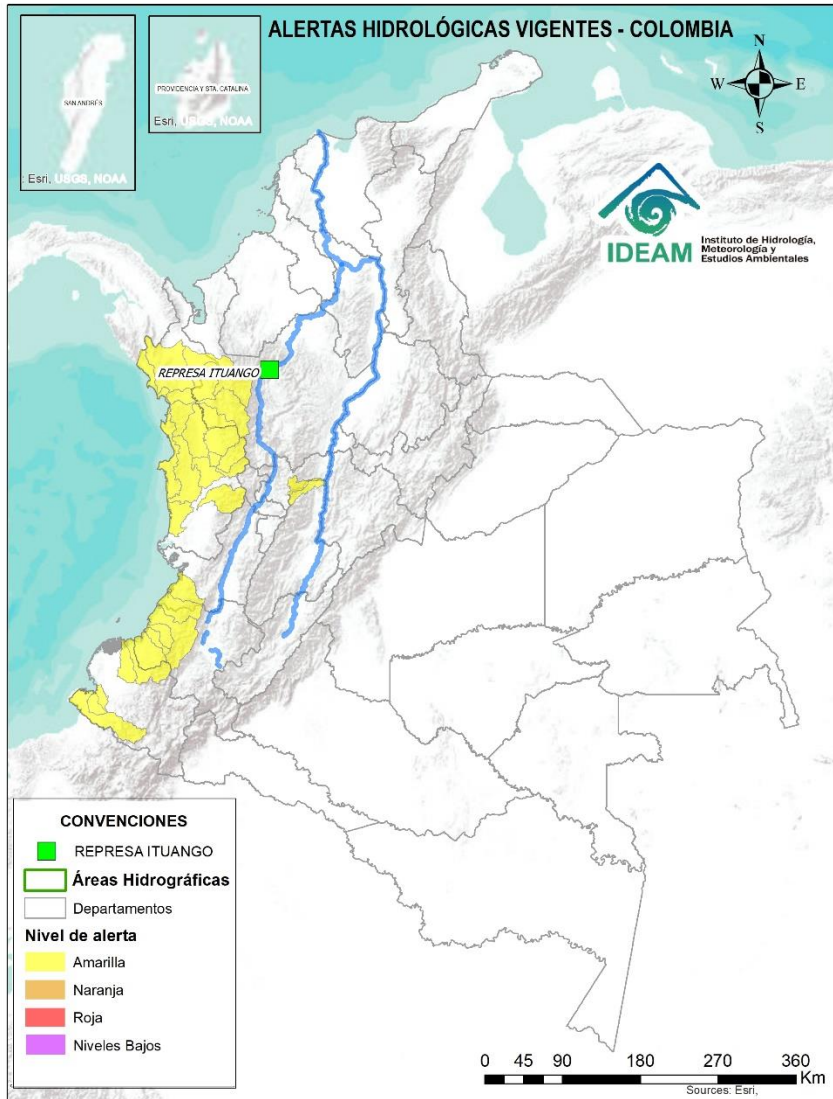 ALERTAS HIDROLÓGICAS VIGENTES - COLOMBIA
SAN ANDRÉS
Esri, USGS, NOAA
PROVIDENCIA Y STA. CATALINA
Esri, USGS, NOAA
N
W
E
S
IDEAM
Instituto de Hidrología,
Meteorología y
Estudios Ambientales
REPRESA ITUANGO
CONVENCIONES
REPRESA ITUANGO
Áreas Hidrográficas
Departamentos
Nivel de alerta
Amarilla
Naranja
Roja
Niveles Bajos
0 45 90 180 270 360
Km
Sources: Esri,